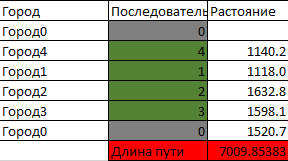 Город Последователь Растояние
Город0 0
Город4 4 1140.2
Город1 1 1118.0
Город2 2 1632.8
Город3 3 1598.1
Город0 0 1520.7
Длина пути 7009.85383